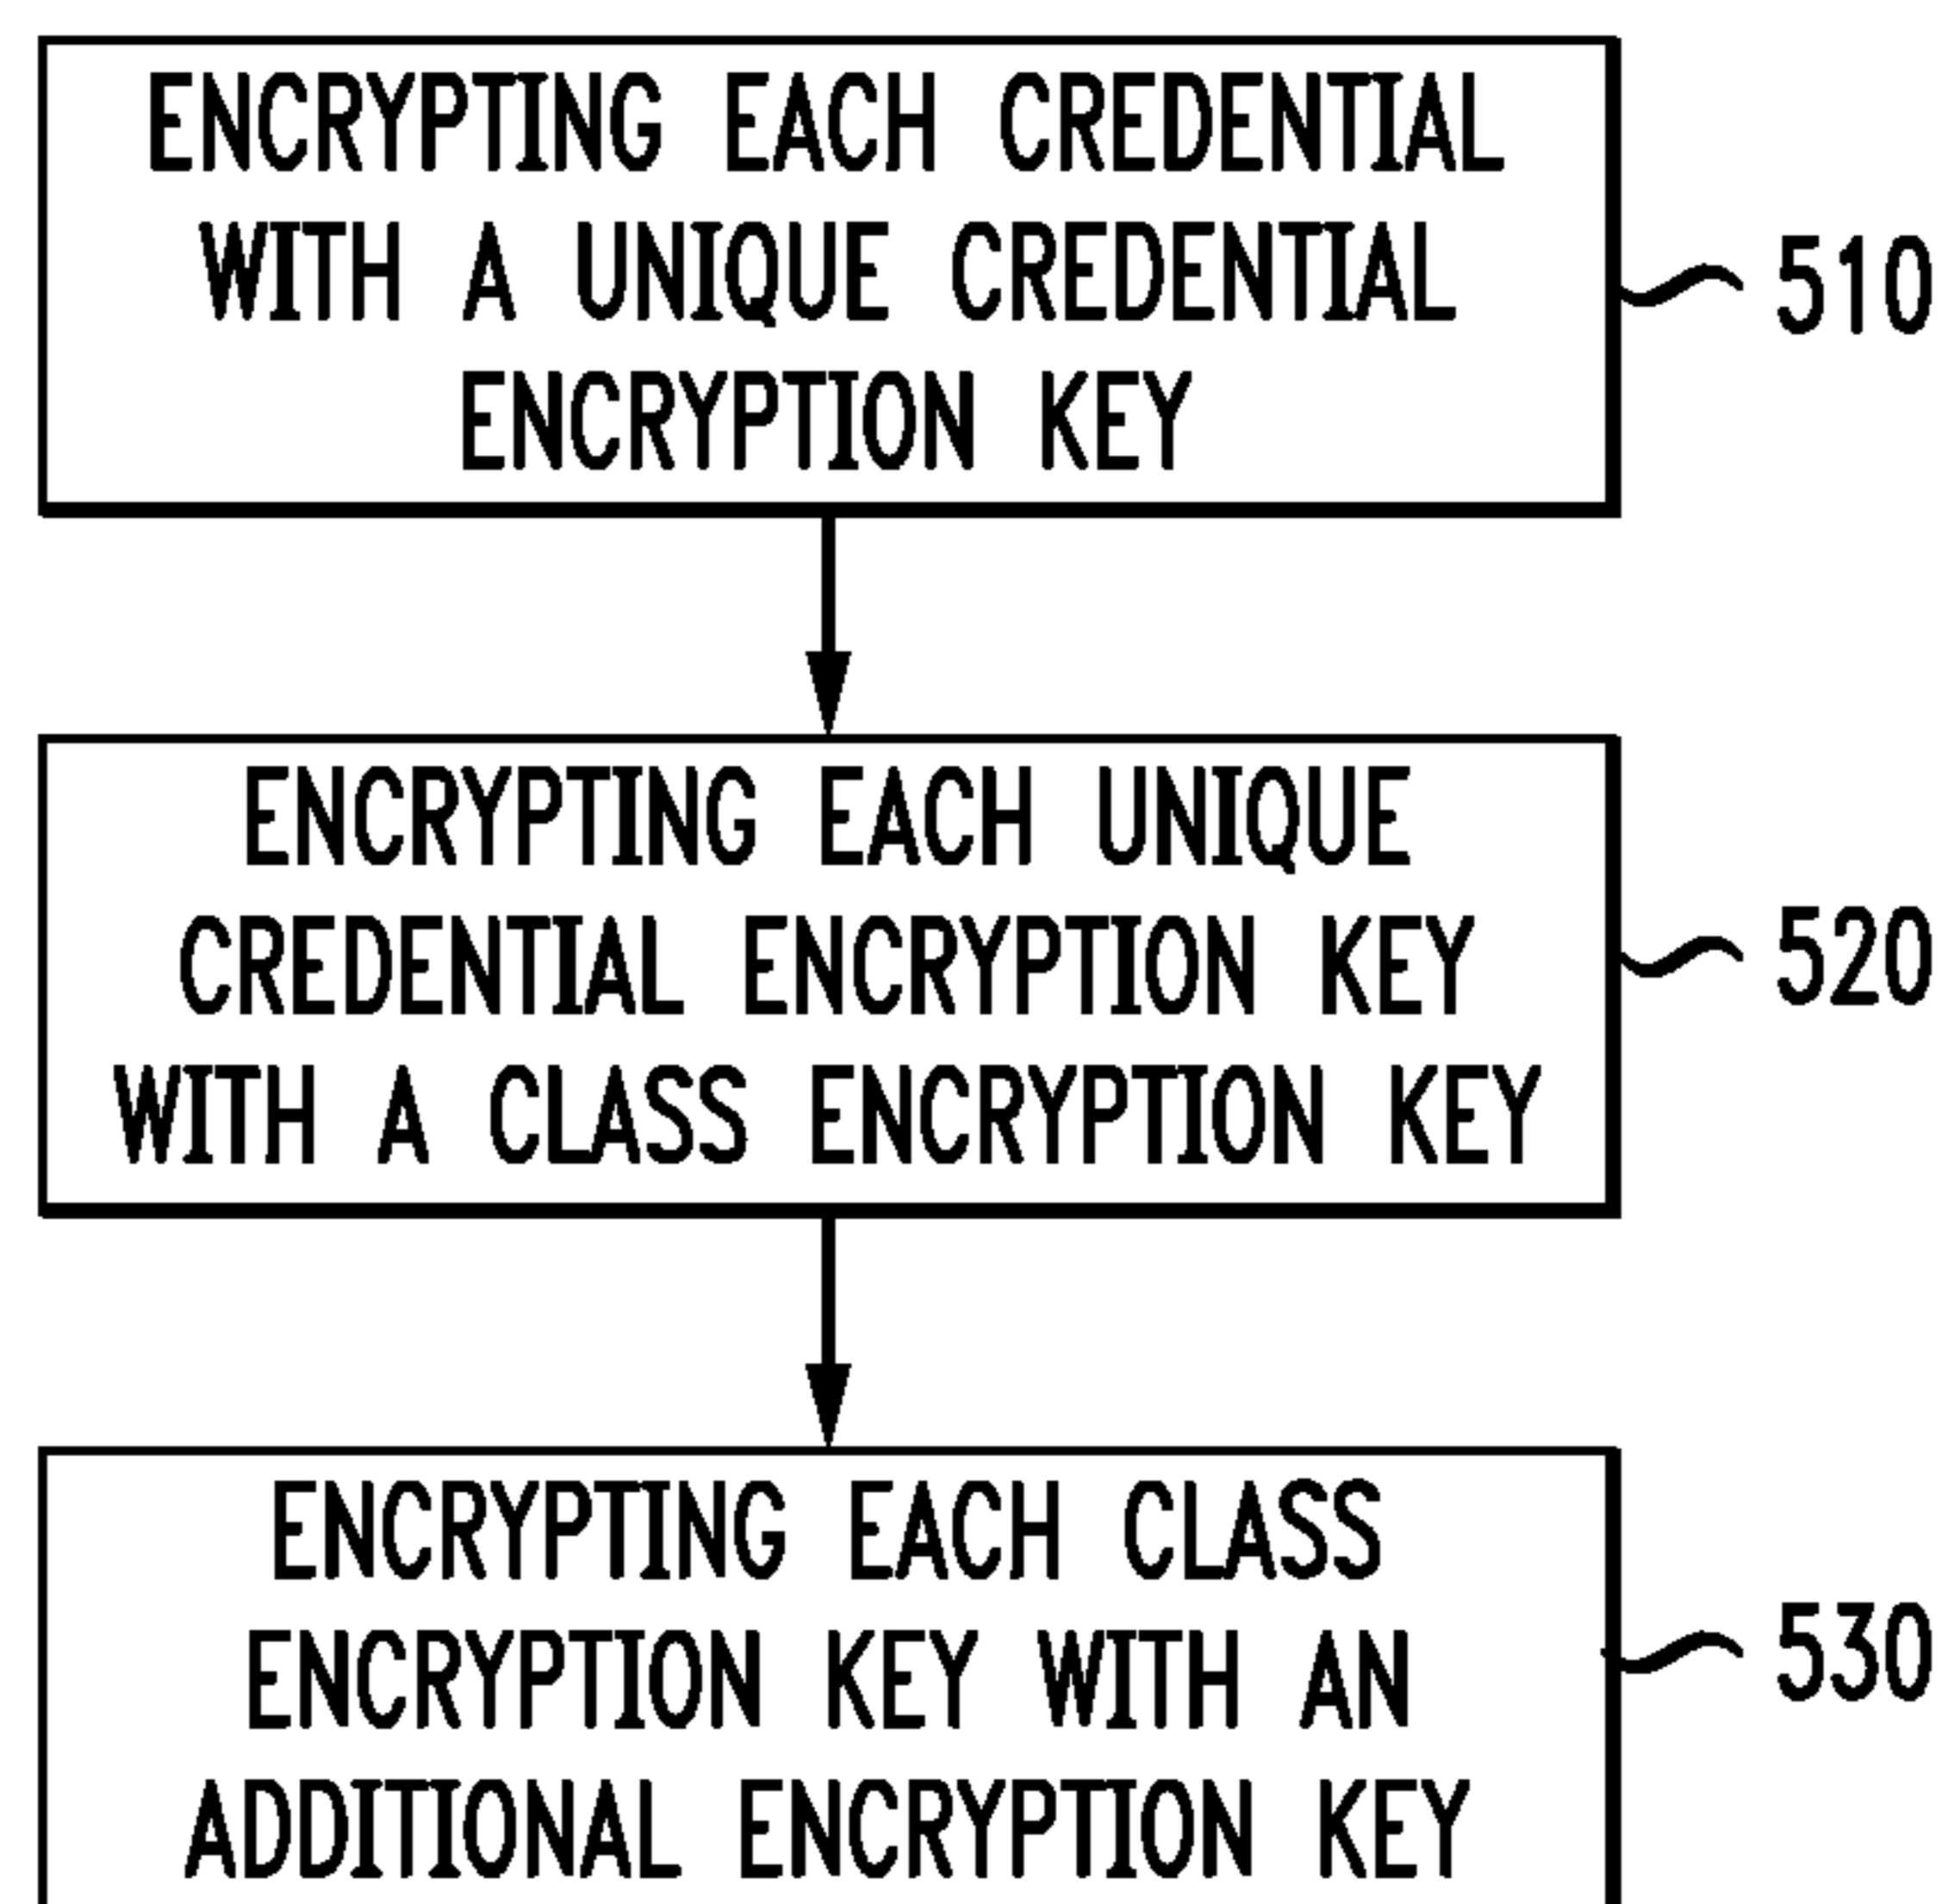 ENCRYPTING EACH CREDENTIAL
WITH A UNIQUE CREDENTIAL
ENCRYPTION KEY
510
ENCRYPTING EACH UNIQUE
CREDENTIAL ENCRYPTION KEY
WITH A CLASS ENCRYPTION KEY
520
ENCRYPTING EACH CLASS
ENCRYPTION KEY WITH AN
ADDITIONAL ENCRYPTION KEY
530